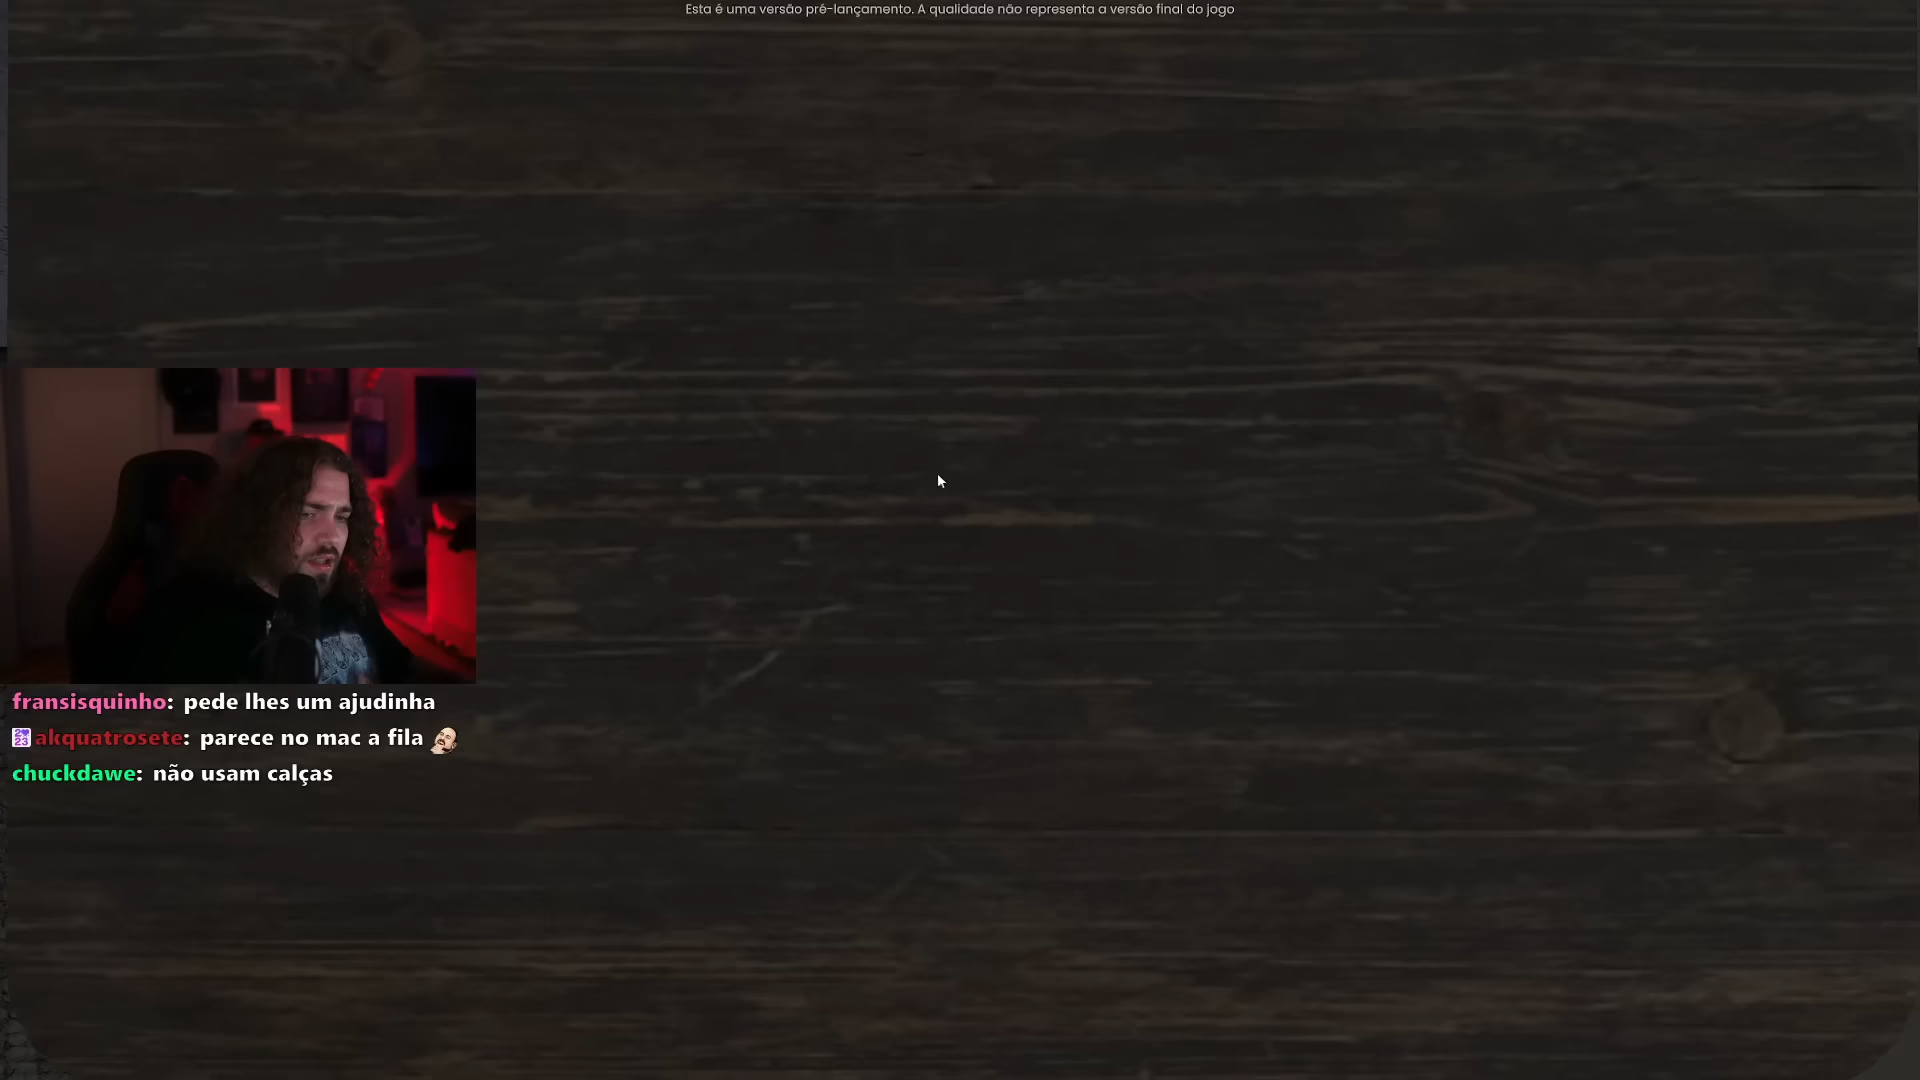 Esta é uma versão pré-lançamento. A qualidade não representa a versão final do jogo
fransisquinho: pede lhes um ajudinha
2023 akquatrosete: parece no mac a fila
chuckdawe: não usam calças